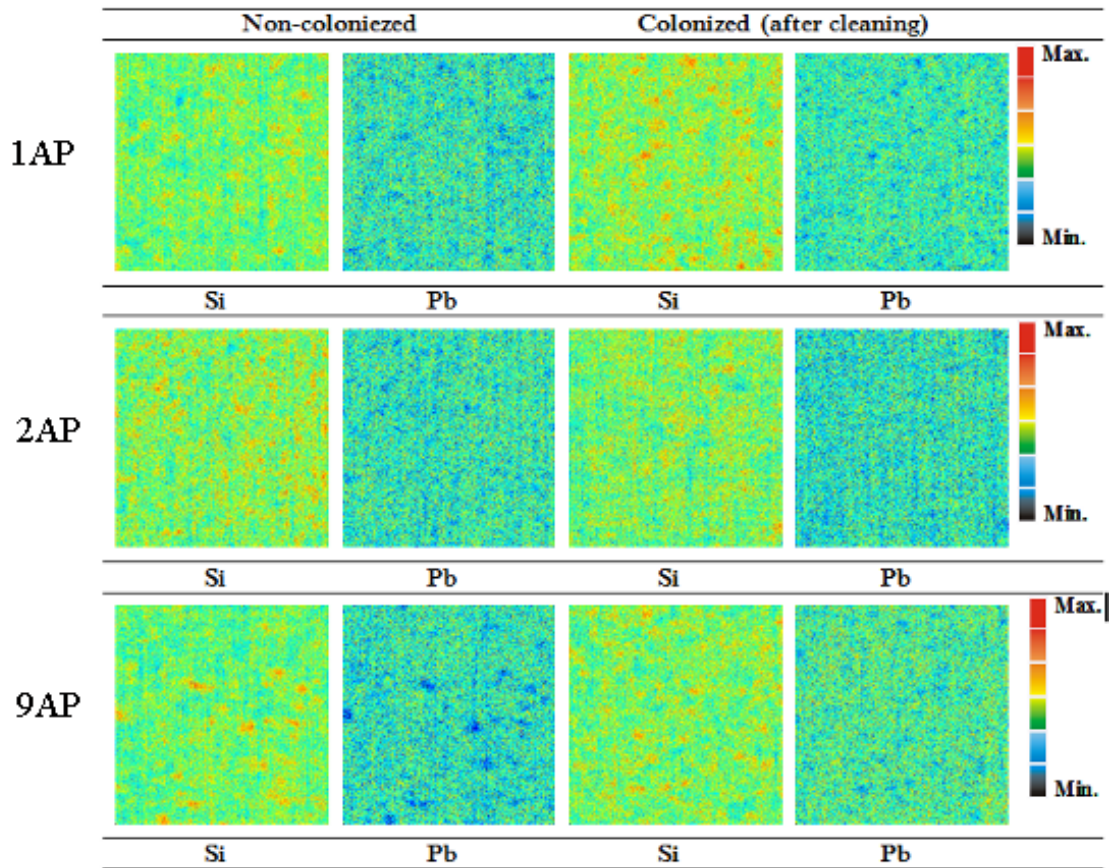 Non-coloniezed Colonized (after cleaning)
Max.
1AP
Min.
Si Pb Si Pb
Max.
2AP
Min.
Si Pb Si Pb
Max.
9AP
Min.
Si Pb Si Pb